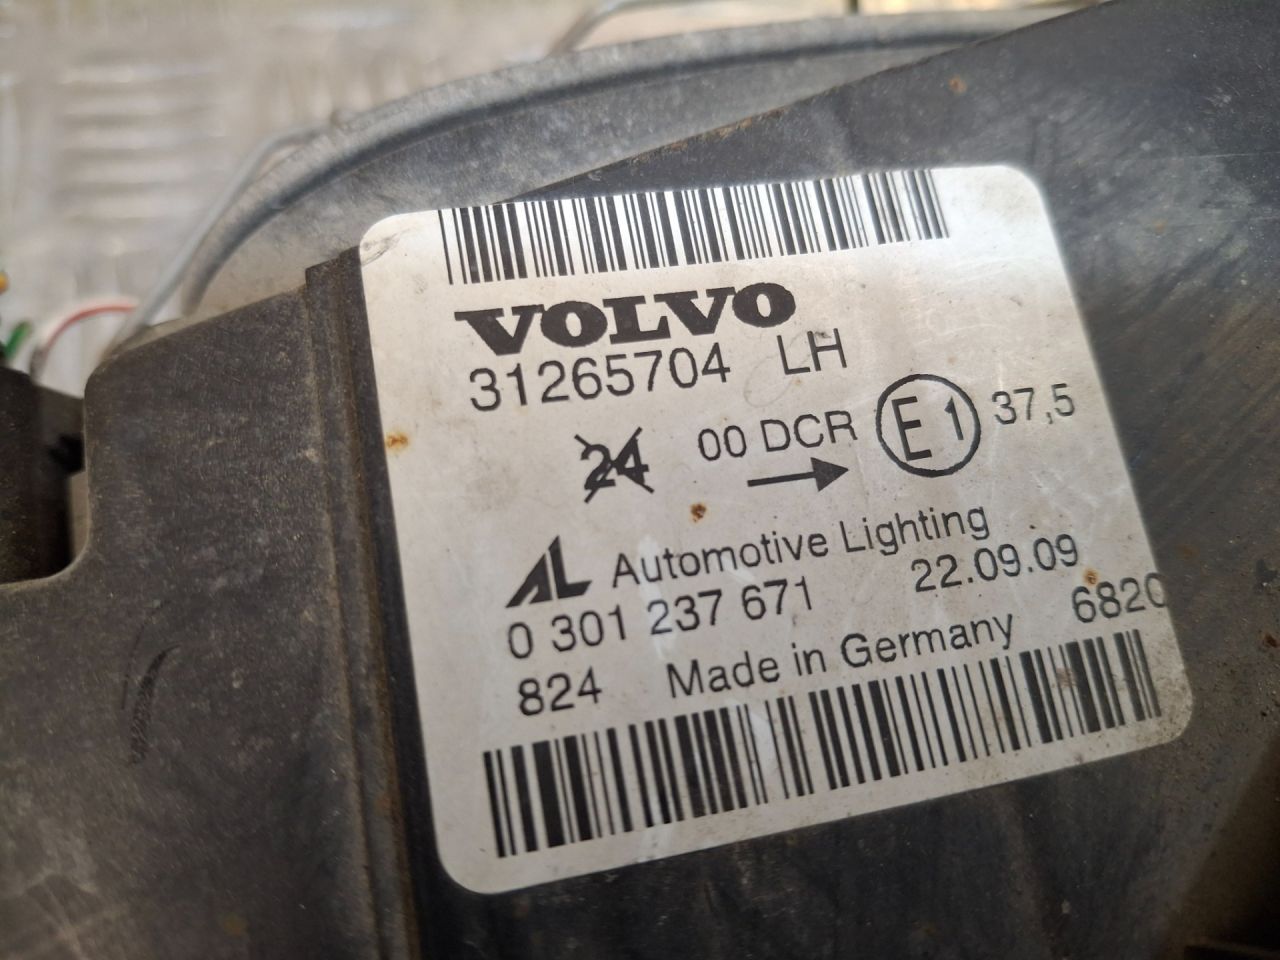 VOLVO
31265704 LH
24 00 DCR E1 37,5
AL Automotive Lighting
0 301 237 671 22.09.09
824 Made in Germany 6820